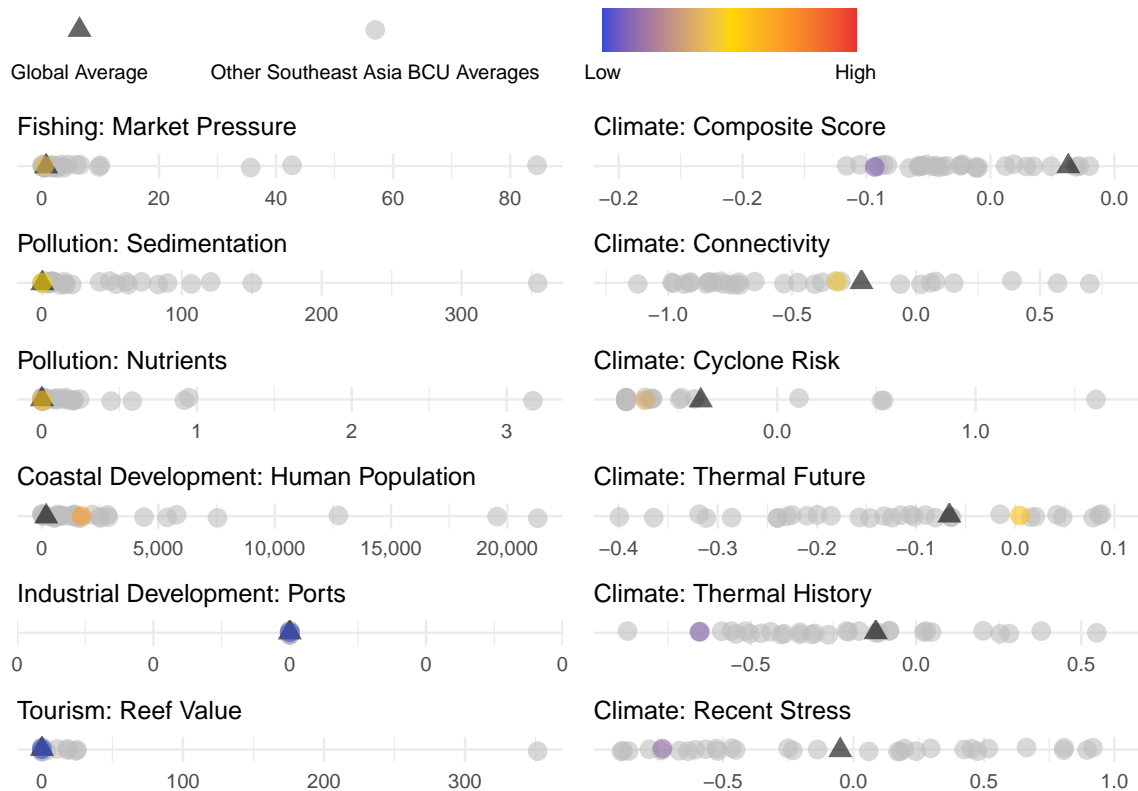 Global Average
Other Southeast Asia BCU Averages
Low
High
Fishing: Market Pressure
0 20 40 60 80
Pollution: Sedimentation
0 100 200 300
Pollution: Nutrients
0 1 2 3
Coastal Development: Human Population
0 5,000 10,000 15,000 20,000
Industrial Development: Ports
0 0 0 0 0
Tourism: Reef Value
0 100 200 300
Climate: Composite Score
−0.2 −0.2 −0.1 0.0 0.0
Climate: Connectivity
−1.0 −0.5 0.0 0.5
Climate: Cyclone Risk
0.0 1.0
Climate: Thermal Future
−0.4 −0.3 −0.2 −0.1 0.0 0.1
Climate: Thermal History
−0.5 0.0 0.5
Climate: Recent Stress
−0.5 0.0 0.5 1.0